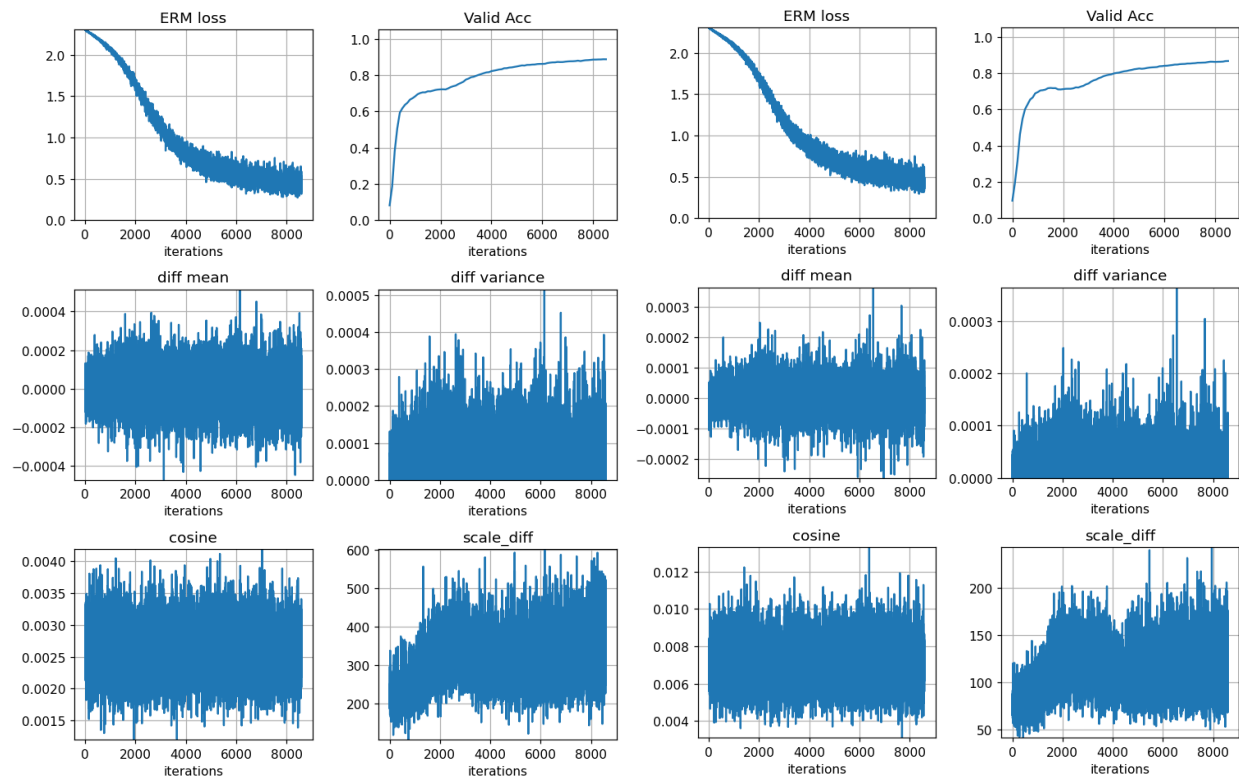 ERM loss
2.0
1.5
1.0
0.5
0.0
0 2000 4000 6000 8000
iterations
Valid Acc
1.0
0.8
0.6
0.4
0.2
0.0
0 2000 4000 6000 8000
iterations
ERM loss
2.0
1.5
1.0
0.5
0.0
0 2000 4000 6000 8000
iterations
Valid Acc
1.0
0.8
0.6
0.4
0.2
0.0
0 2000 4000 6000 8000
iterations
diff mean
0.0004
0.0002
0.0000
−0.0002
−0.0004
0 2000 4000 6000 8000
iterations
diff variance
0.0005
0.0004
0.0003
0.0002
0.0001
0.0000
0 2000 4000 6000 8000
iterations
diff mean
0.0003
0.0002
0.0001
0.0000
−0.0001
−0.0002
0 2000 4000 6000 8000
iterations
diff variance
0.0003
0.0002
0.0001
0.0000
0 2000 4000 6000 8000
iterations
cosine
0.0040
0.0035
0.0030
0.0025
0.0020
0.0015
0 2000 4000 6000 8000
iterations
scale_diff
600
500
400
300
200
0 2000 4000 6000 8000
iterations
cosine
0.012
0.010
0.008
0.006
0.004
0 2000 4000 6000 8000
iterations
scale_diff
200
150
100
50
0 2000 4000 6000 8000
iterations